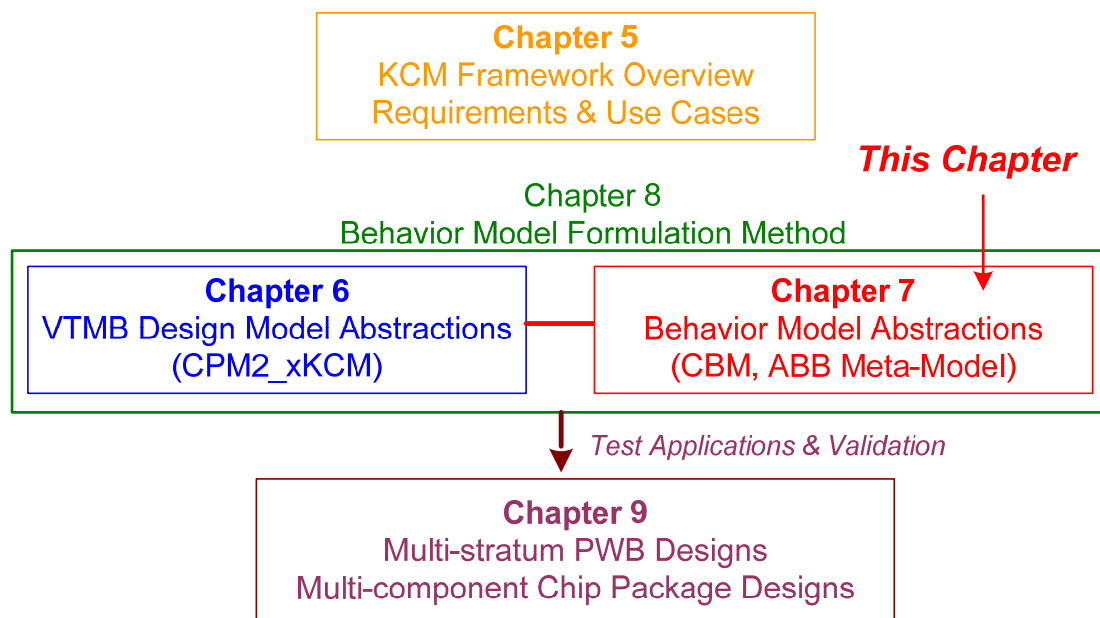 Chapter 5
KCM Framework Overview
Requirements & Use Cases
This Chapter
Chapter 8
Behavior Model Formulation Method
Chapter 6
VTMB Design Model Abstractions
(CPM2_xKCM)
Chapter 7
Behavior Model Abstractions
(CBM, ABB Meta-Model)
Test Applications & Validation
Chapter 9
Multi-stratum PWB Designs
Multi-component Chip Package Designs